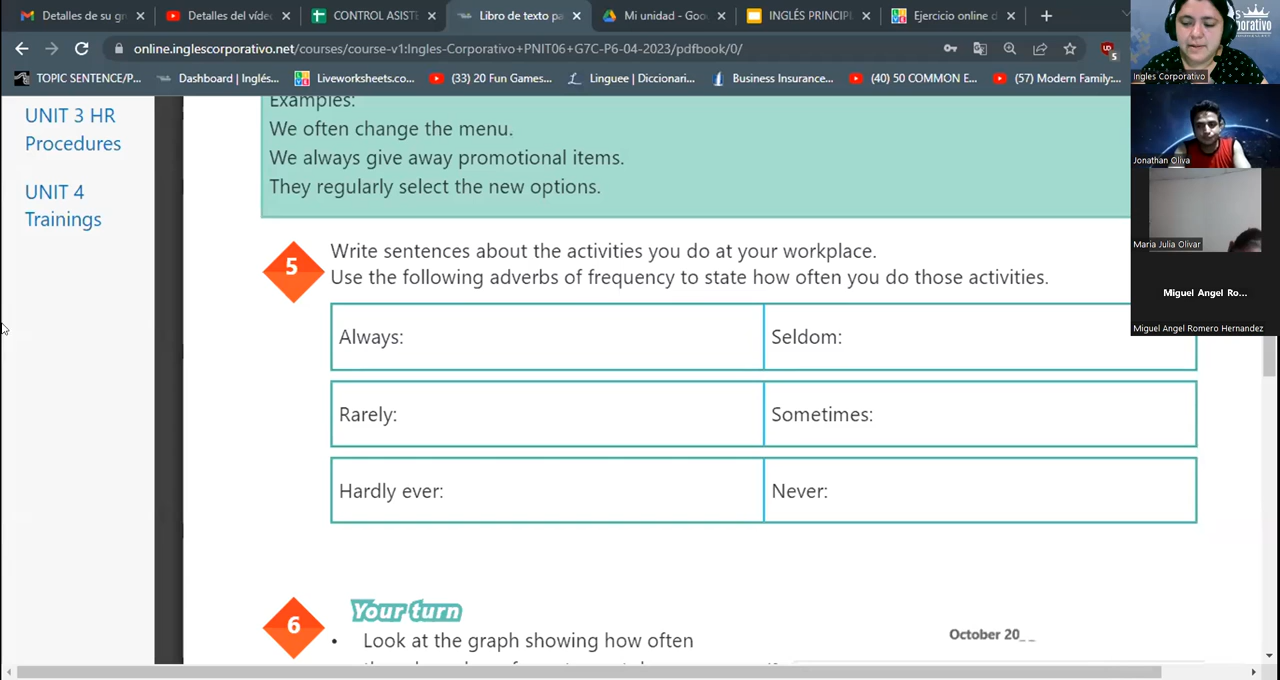 Detalles de su gr
Detalles del víde
CONTROL ASIST
Libro de texto pa
Mi unidad - Goo
INGLÉS PRINCIPI
Ejercicio online d
online.inglescorporativo.net/courses/course-v1:Ingles-Corporativo+PNIT06+G7C-P6-04-2023/pdfbook/0/
TOPIC SENTENCE/P...
Dashboard | Inglés...
Liveworksheets.co...
(33) 20 Fun Games...
Linguee | Diccionari...
Business Insurance...
(40) 50 COMMON E...
(57) Modern Family:...
Ingles Corporativo
Jonathan Oliva
Maria Julia Olivar
Miguel Angel Ro...
Miguel Angel Romero Hernandez
UNIT 3 HR
Procedures
UNIT 4
Trainings
Examples:
We often change the menu.
We always give away promotional items.
They regularly select the new options.
5
Write sentences about the activities you do at your workplace.
Use the following adverbs of frequency to state how often you do those activities.
Always:
Seldom:
Rarely:
Sometimes:
Hardly ever:
Never:
6
Your turn
• Look at the graph showing how often
October 20_ _